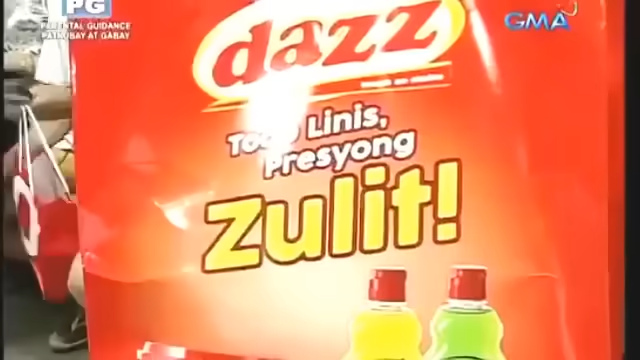 PG
PARENTAL GUIDANCE
PATNUBAY AT GABAY
GMA
dazz
Linis,
Presyong
Zulit!